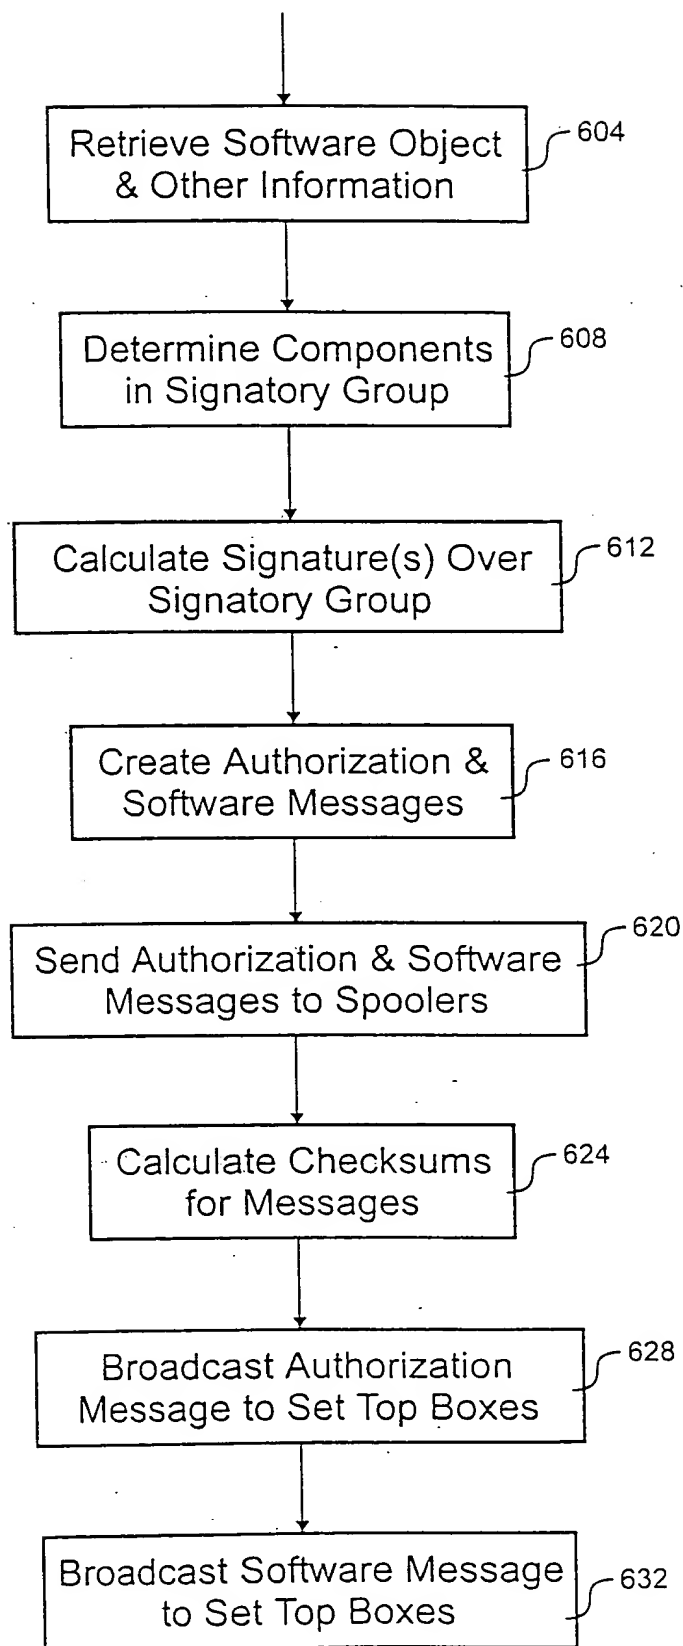 Retrieve Software Object
& Other Information
604
Determine Components
in Signatory Group
608
Calculate Signature(s) Over
Signatory Group
612
Create Authorization &
Software Messages
616
Send Authorization & Software
Messages to Spoolers
620
Calculate Checksums
for Messages
624
Broadcast Authorization
Message to Set Top Boxes
628
Broadcast Software Message
to Set Top Boxes
632